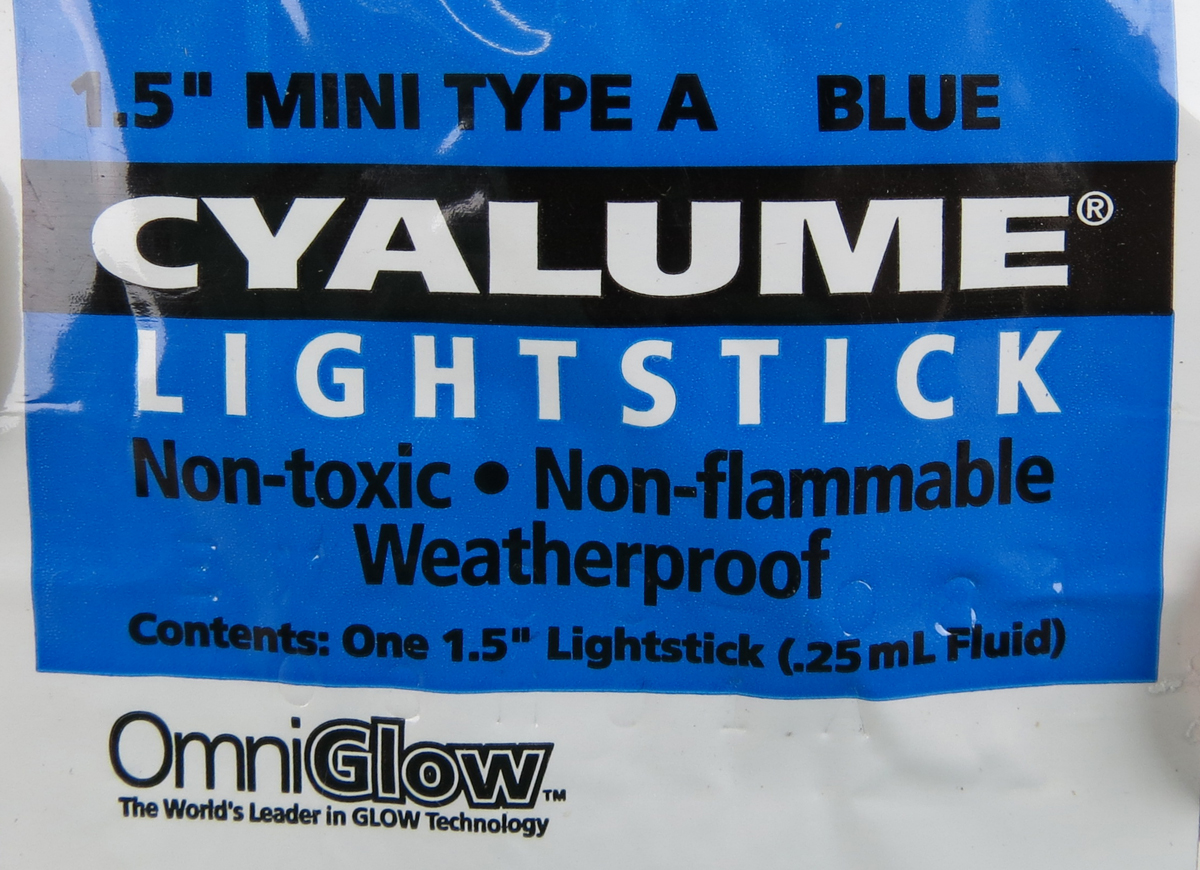 1.5" MINI TYPE A BLUE
CYALUME®
LIGHTSTICK
Non-toxic • Non-flammable
Weatherproof
Contents: One 1.5" Lightstick (.25 mL Fluid)
OmniGlow™
The World's Leader in GLOW Technology